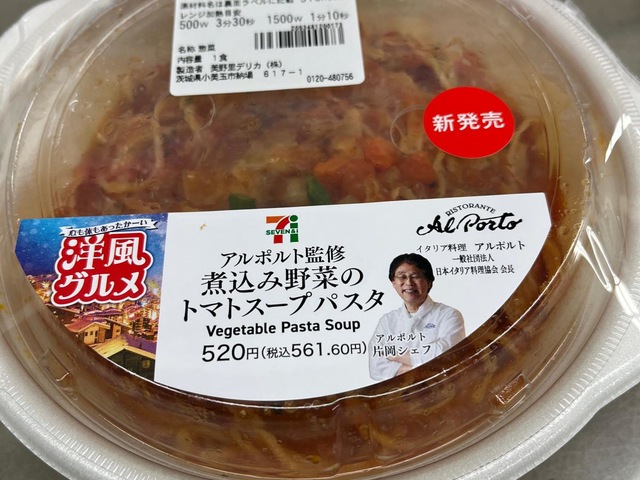 レンジ加熱目安
500W 3分30秒 1500W 1分10秒
名称:惣菜
内容量:1食
製造者 美野里デリカ(株)
茨城県小美玉市納場 617-1
0120-480756
新発売
心も体もあったかーい
洋風
グルメ
SEVEN&i
アルポルト監修
煮込み野菜の
トマトスープパスタ
Vegetable Pasta Soup
520円(税込561.60円)
RISTORANTE
Al Porto
イタリア料理 アルポルト
一般社団法人
日本イタリア料理協会 会長
アルポルト
片岡シェフ